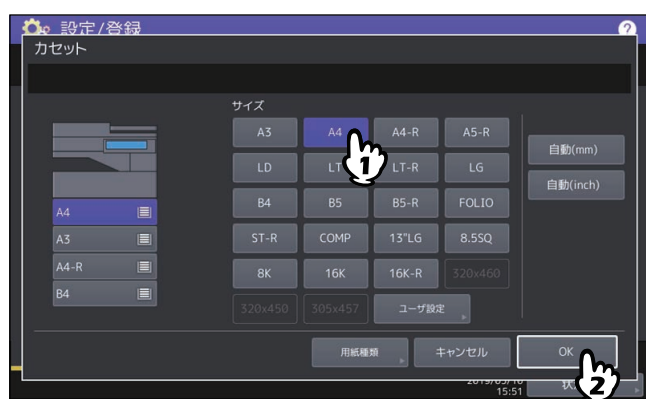 設定/登録 ?
カセット
サイズ
A3 A4 A4-R A5-R
自動(mm)
LD LT LT-R LG
自動(inch)
A4
B4 B5 B5-R FOLIO
A3
ST-R COMP 13"LG 8.5SQ
A4-R
8K 16K 16K-R 320x460
B4
320x450 305x457 ユーザ設定
用紙種類 キャンセル OK
15:51
1
2